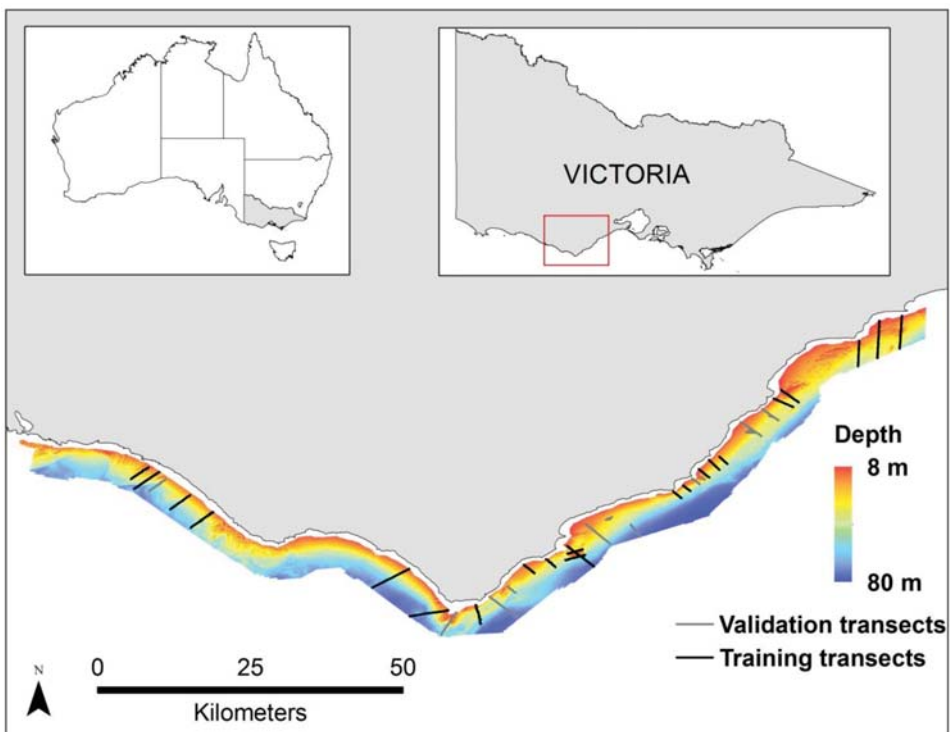 VICTORIA
Depth
8 m
80 m
Validation transects
Training transects
N
0 25 50
Kilometers